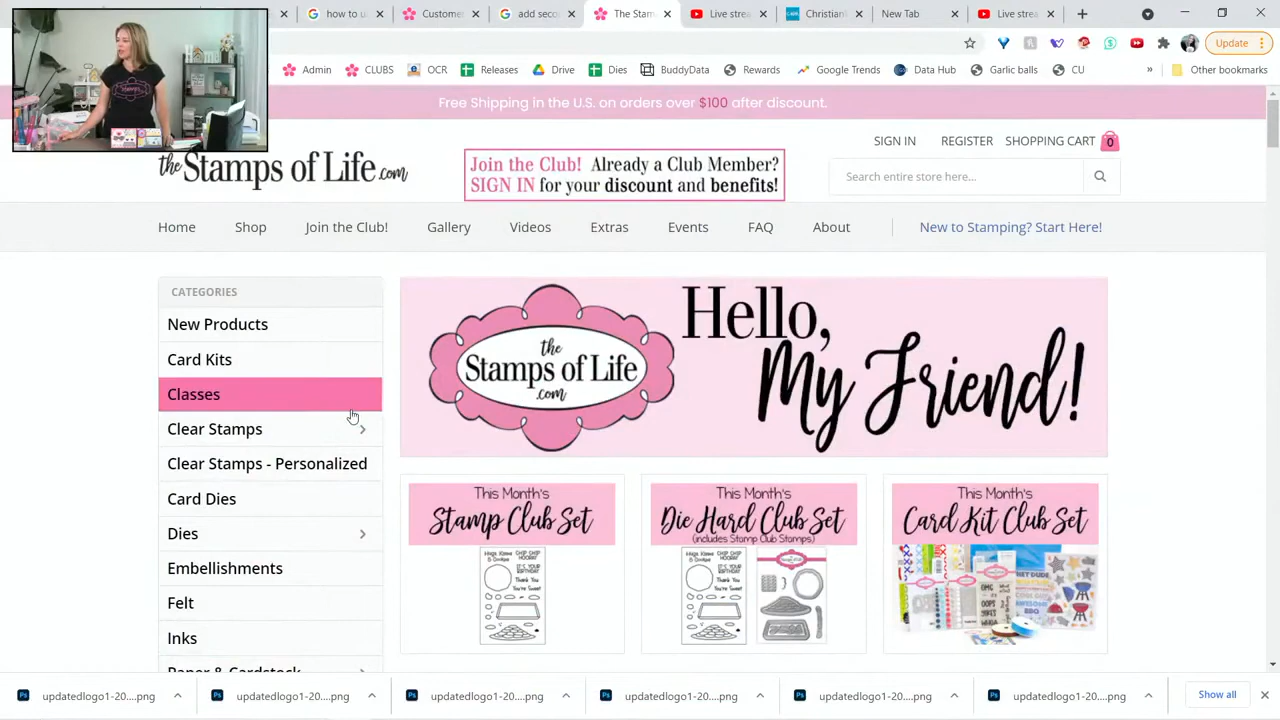 how to u
Customer
add seco
The Stam
Live strea
Christian
New Tab
Live strea
Update
Admin
CLUBS
OCR
Releases
Drive
Dies
BuddyData
Rewards
Google Trends
Data Hub
Garlic balls
CU
Other bookmarks
Free Shipping in the U.S. on orders over $100 after discount.
SIGN IN
REGISTER
SHOPPING CART
0
the Stamps of Life .com
Join the Club! Already a Club Member?
SIGN IN for your discount and benefits!
Search entire store here...
Home
Shop
Join the Club!
Gallery
Videos
Extras
Events
FAQ
About
New to Stamping? Start Here!
CATEGORIES
New Products
Card Kits
Classes
Clear Stamps
Clear Stamps - Personalized
Card Dies
Dies
Embellishments
Felt
Inks
Paper & Cardstock
the
Stamps of Life
.com
Hello,
My Friend!
This Month's
Stamp Club Set
This Month's
Die Hard Club Set
(includes Stamp Club Stamps)
This Month's
Card Kit Club Set
updatedlogo1-20....png
updatedlogo1-20....png
updatedlogo1-20....png
updatedlogo1-20....png
updatedlogo1-20....png
updatedlogo1-20....png
Show all